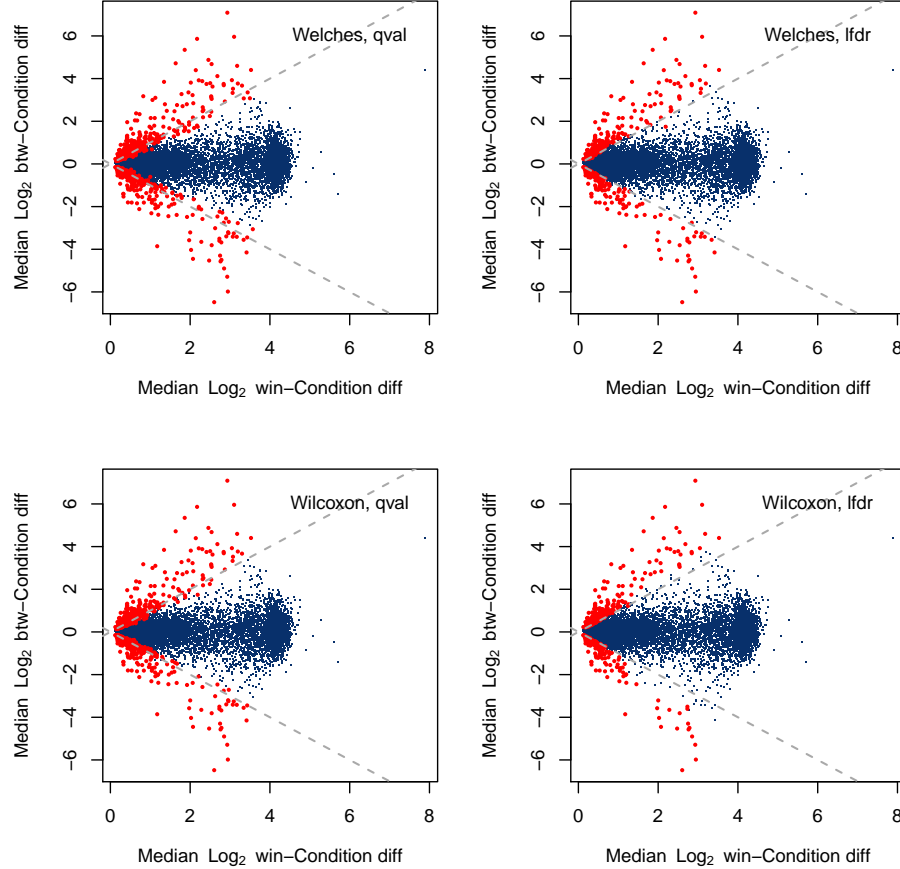 Welches, qval
6
4
2
0
−2
−4
−6
Median Log2 btw−Condition diff
0 2 4 6 8
Median Log2 win−Condition diff
Welches, lfdr
6
4
2
0
−2
−4
−6
Median Log2 btw−Condition diff
0 2 4 6 8
Median Log2 win−Condition diff
Wilcoxon, qval
6
4
2
0
−2
−4
−6
Median Log2 btw−Condition diff
0 2 4 6 8
Median Log2 win−Condition diff
Wilcoxon, lfdr
6
4
2
0
−2
−4
−6
Median Log2 btw−Condition diff
0 2 4 6 8
Median Log2 win−Condition diff